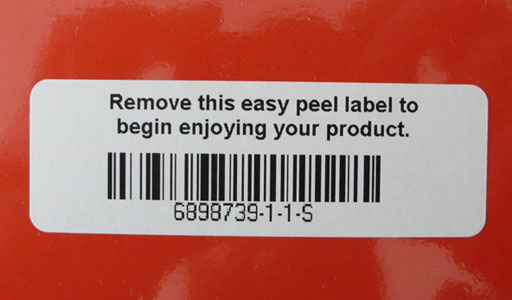 Remove this easy peel label to
begin enjoying your product.
6898739-1-1-S